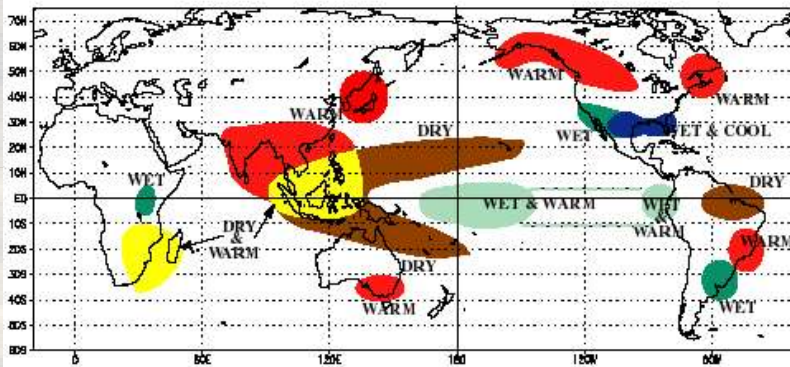 70N
60N
50N
40N
30N
20N
10N
EQ
10S
20S
30S
40S
50S
60S
WARM
WARM
WARM
DRY
WET
WET & COOL
WET
DRY
WET & WARM
WET
&
WARM
DRY
&
WARM
WARM
DRY
WARM
WET
0
60E
120E
180
120W
60W